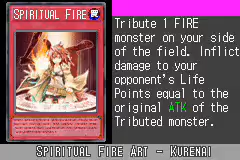 SPIRITUAL FIRE
Tribute 1 FIRE
monster on your side
of the field. Inflict
damage to your
opponent's Life
Points equal to the
original ATK of the
Tributed monster.
SPIRITUAL FIRE ART - KURENAI